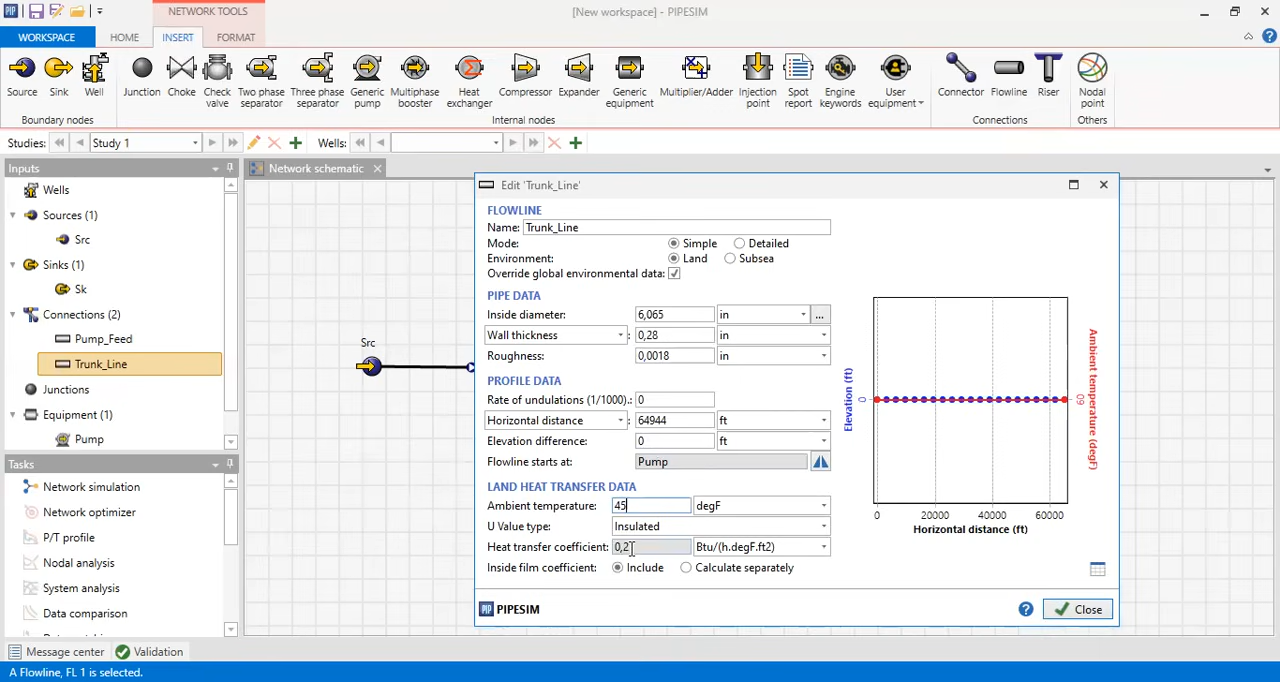 PIP
NETWORK TOOLS
[New workspace] - PIPESIM
WORKSPACE HOME INSERT FORMAT
Source Sink Well Junction Choke Check valve Two phase separator Three phase separator Generic pump Multiphase booster Heat exchanger Compressor Expander Generic equipment Multiplier/Adder Injection point Spot report Engine keywords User equipment Connector Flowline Riser Nodal point
Boundary nodes Internal nodes Connections Others
Studies: Study 1 Wells:
Inputs
Network schematic
Wells
Sources (1)
Src
Sinks (1)
Sk
Connections (2)
Pump_Feed
Trunk_Line
Junctions
Equipment (1)
Pump
Tasks
Network simulation
Network optimizer
P/T profile
Nodal analysis
System analysis
Data comparison
Message center Validation
A Flowline, FL 1 is selected.
Src
Edit 'Trunk_Line'
FLOWLINE
Name: Trunk_Line
Mode: Simple Detailed
Environment: Land Subsea
Override global environmental data:
PIPE DATA
Inside diameter: 6,065 in ...
Wall thickness : 0,28 in
Roughness: 0,0018 in
PROFILE DATA
Rate of undulations (1/1000).: 0
Horizontal distance : 64944 ft
Elevation difference: 0 ft
Flowline starts at: Pump
LAND HEAT TRANSFER DATA
Ambient temperature: 45 degF
U Value type: Insulated
Heat transfer coefficient: 0,2 Btu/(h.degF.ft2)
Inside film coefficient: Include Calculate separately
Elevation (ft)
0
Ambient temperature (degF)
60
0 20000 40000 60000
Horizontal distance (ft)
PIP PIPESIM
Close